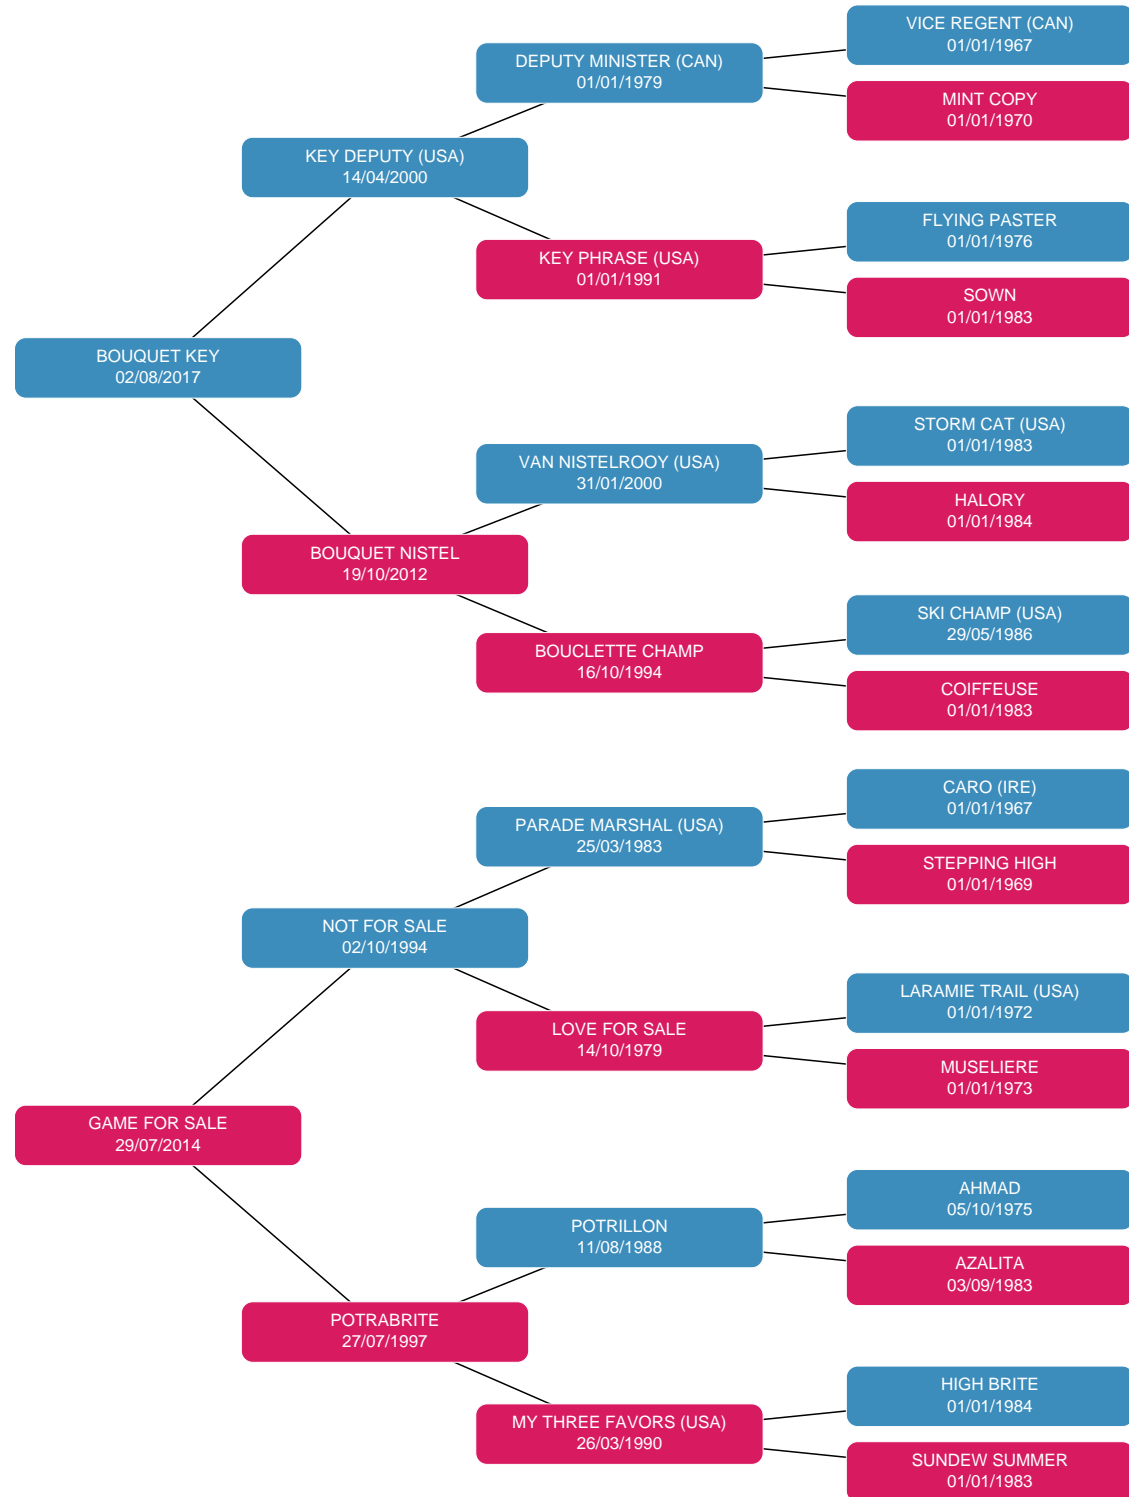 VICE REGENT (CAN)
01/01/1967
DEPUTY MINISTER (CAN)
01/01/1979
MINT COPY
01/01/1970
KEY DEPUTY (USA)
14/04/2000
FLYING PASTER
01/01/1976
KEY PHRASE (USA)
01/01/1991
SOWN
01/01/1983
BOUQUET KEY
02/08/2017
STORM CAT (USA)
01/01/1983
VAN NISTELROOY (USA)
31/01/2000
HALORY
01/01/1984
BOUQUET NISTEL
19/10/2012
SKI CHAMP (USA)
29/05/1986
BOUCLETTE CHAMP
16/10/1994
COIFFEUSE
01/01/1983
CARO (IRE)
01/01/1967
PARADE MARSHAL (USA)
25/03/1983
STEPPING HIGH
01/01/1969
NOT FOR SALE
02/10/1994
LARAMIE TRAIL (USA)
01/01/1972
LOVE FOR SALE
14/10/1979
MUSELIERE
01/01/1973
GAME FOR SALE
29/07/2014
AHMAD
05/10/1975
POTRILLON
11/08/1988
AZALITA
03/09/1983
POTRABRITE
27/07/1997
HIGH BRITE
01/01/1984
MY THREE FAVORS (USA)
26/03/1990
SUNDEW SUMMER
01/01/1983